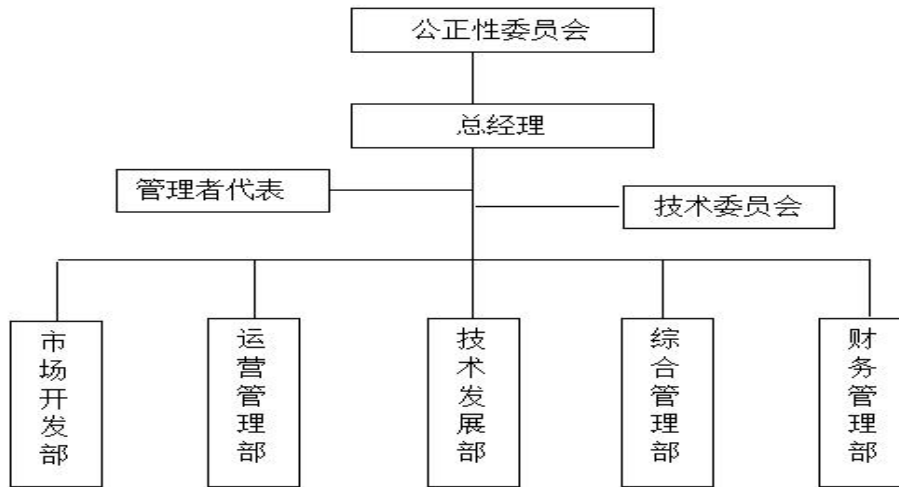 公正性委员会
总经理
管理者代表
技术委员会
市场开发部
运营管理部
技术发展部
综合管理部
财务管理部